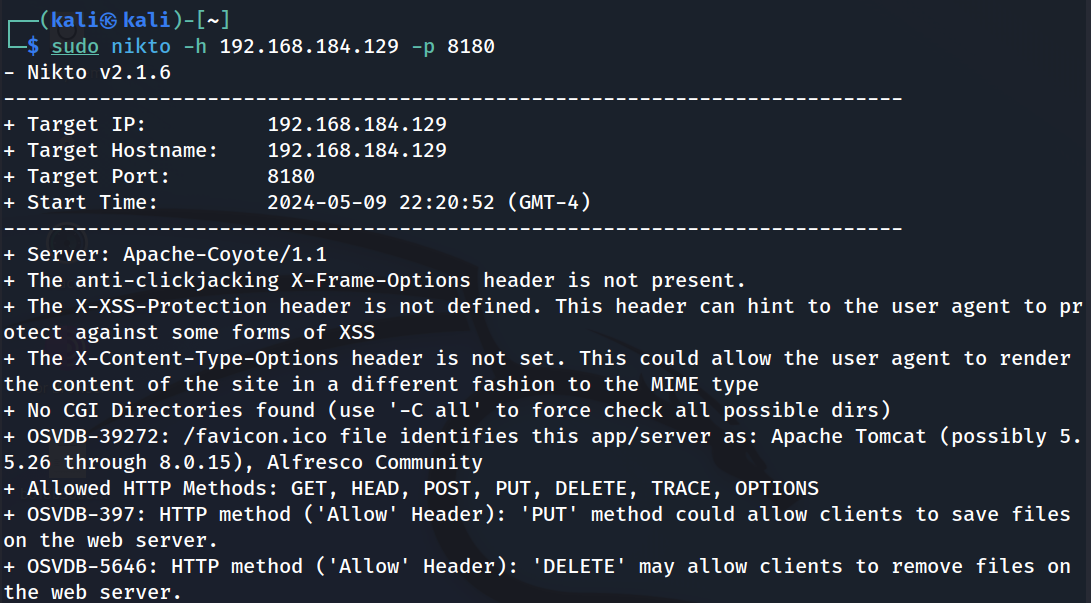 ┌──(kali㉿kali)-[~]
└─$ sudo nikto -h 192.168.184.129 -p 8180
- Nikto v2.1.6
---------------------------------------------------------------------------
+ Target IP:          192.168.184.129
+ Target Hostname:    192.168.184.129
+ Target Port:        8180
+ Start Time:         2024-05-09 22:20:52 (GMT-4)
---------------------------------------------------------------------------
+ Server: Apache-Coyote/1.1
+ The anti-clickjacking X-Frame-Options header is not present.
+ The X-XSS-Protection header is not defined. This header can hint to the user agent to pr
otect against some forms of XSS
+ The X-Content-Type-Options header is not set. This could allow the user agent to render
the content of the site in a different fashion to the MIME type
+ No CGI Directories found (use '-C all' to force check all possible dirs)
+ OSVDB-39272: /favicon.ico file identifies this app/server as: Apache Tomcat (possibly 5.
5.26 through 8.0.15), Alfresco Community
+ Allowed HTTP Methods: GET, HEAD, POST, PUT, DELETE, TRACE, OPTIONS
+ OSVDB-397: HTTP method ('Allow' Header): 'PUT' method could allow clients to save files
on the web server.
+ OSVDB-5646: HTTP method ('Allow' Header): 'DELETE' may allow clients to remove files on
the web server.